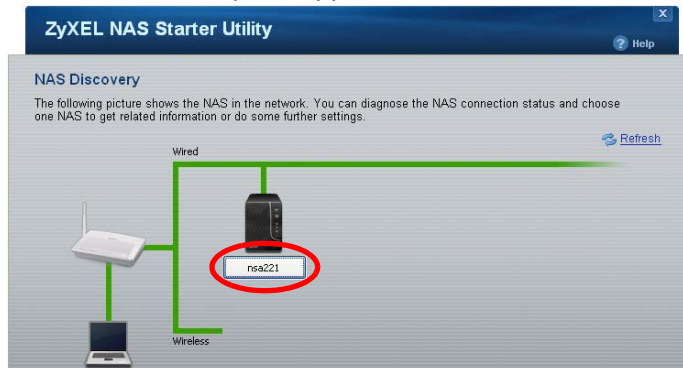 ZyXEL NAS Starter Utility
Help
NAS Discovery
The following picture shows the NAS in the network. You can diagnose the NAS connection status and choose
one NAS to get related information or do some further settings.
Refresh
Wired
nsa221
Wireless